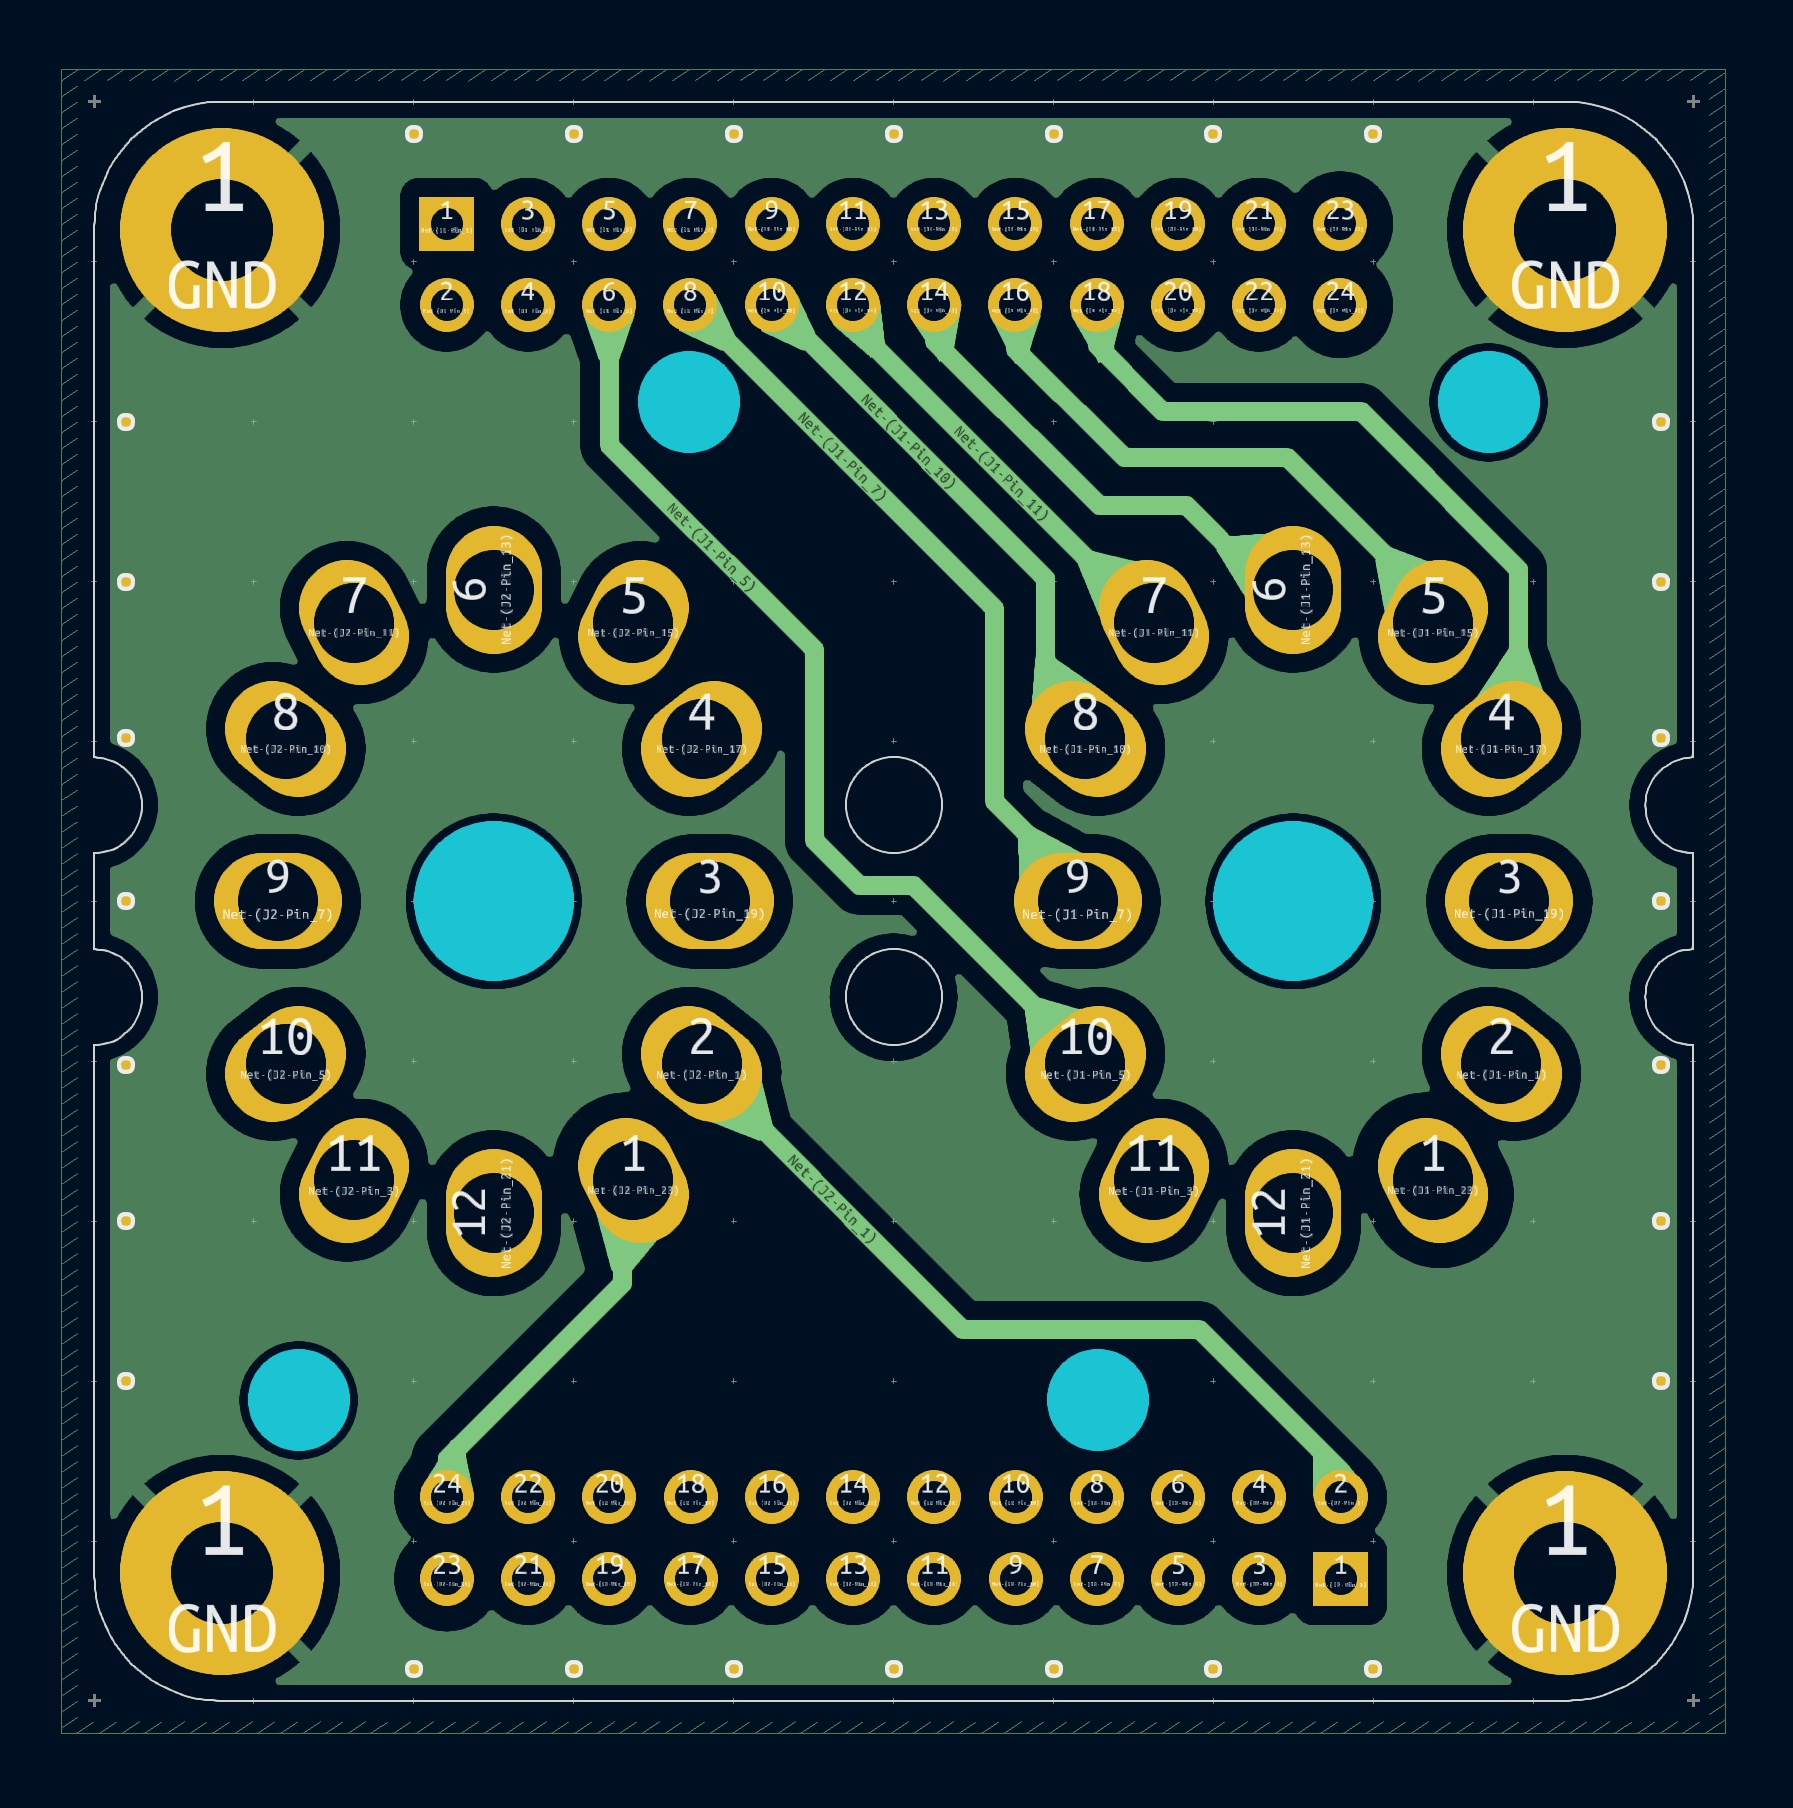 1
1
1 3 5 7 9 11 13 15 17 19 21 23
GND
GND
2 4 6 8 10 12 14 16 18 20 22 24
Net-(J1-Pin_7)
Net-(J1-Pin_10)
Net-(J1-Pin_11)
Net-(J1-Pin_5)
7
Net-(J2-Pin_11)
6
Net-(J2-Pin_13)
5
Net-(J2-Pin_15)
7
Net-(J1-Pin_11)
6
Net-(J1-Pin_13)
5
Net-(J1-Pin_15)
8
Net-(J2-Pin_10)
4
Net-(J2-Pin_17)
8
Net-(J1-Pin_10)
4
Net-(J1-Pin_17)
9
Net-(J2-Pin_7)
3
Net-(J2-Pin_19)
9
Net-(J1-Pin_7)
3
Net-(J1-Pin_19)
10
Net-(J2-Pin_5)
2
Net-(J2-Pin_1)
10
Net-(J1-Pin_5)
2
Net-(J1-Pin_1)
11
Net-(J2-Pin_3)
12
Net-(J2-Pin_21)
1
Net-(J2-Pin_23)
11
Net-(J1-Pin_3)
12
Net-(J1-Pin_21)
1
Net-(J1-Pin_23)
Net-(J2-Pin_1)
24 22 20 18 16 14 12 10 8 6 4 2
1
1
23 21 19 17 15 13 11 9 7 5 3 1
GND
GND